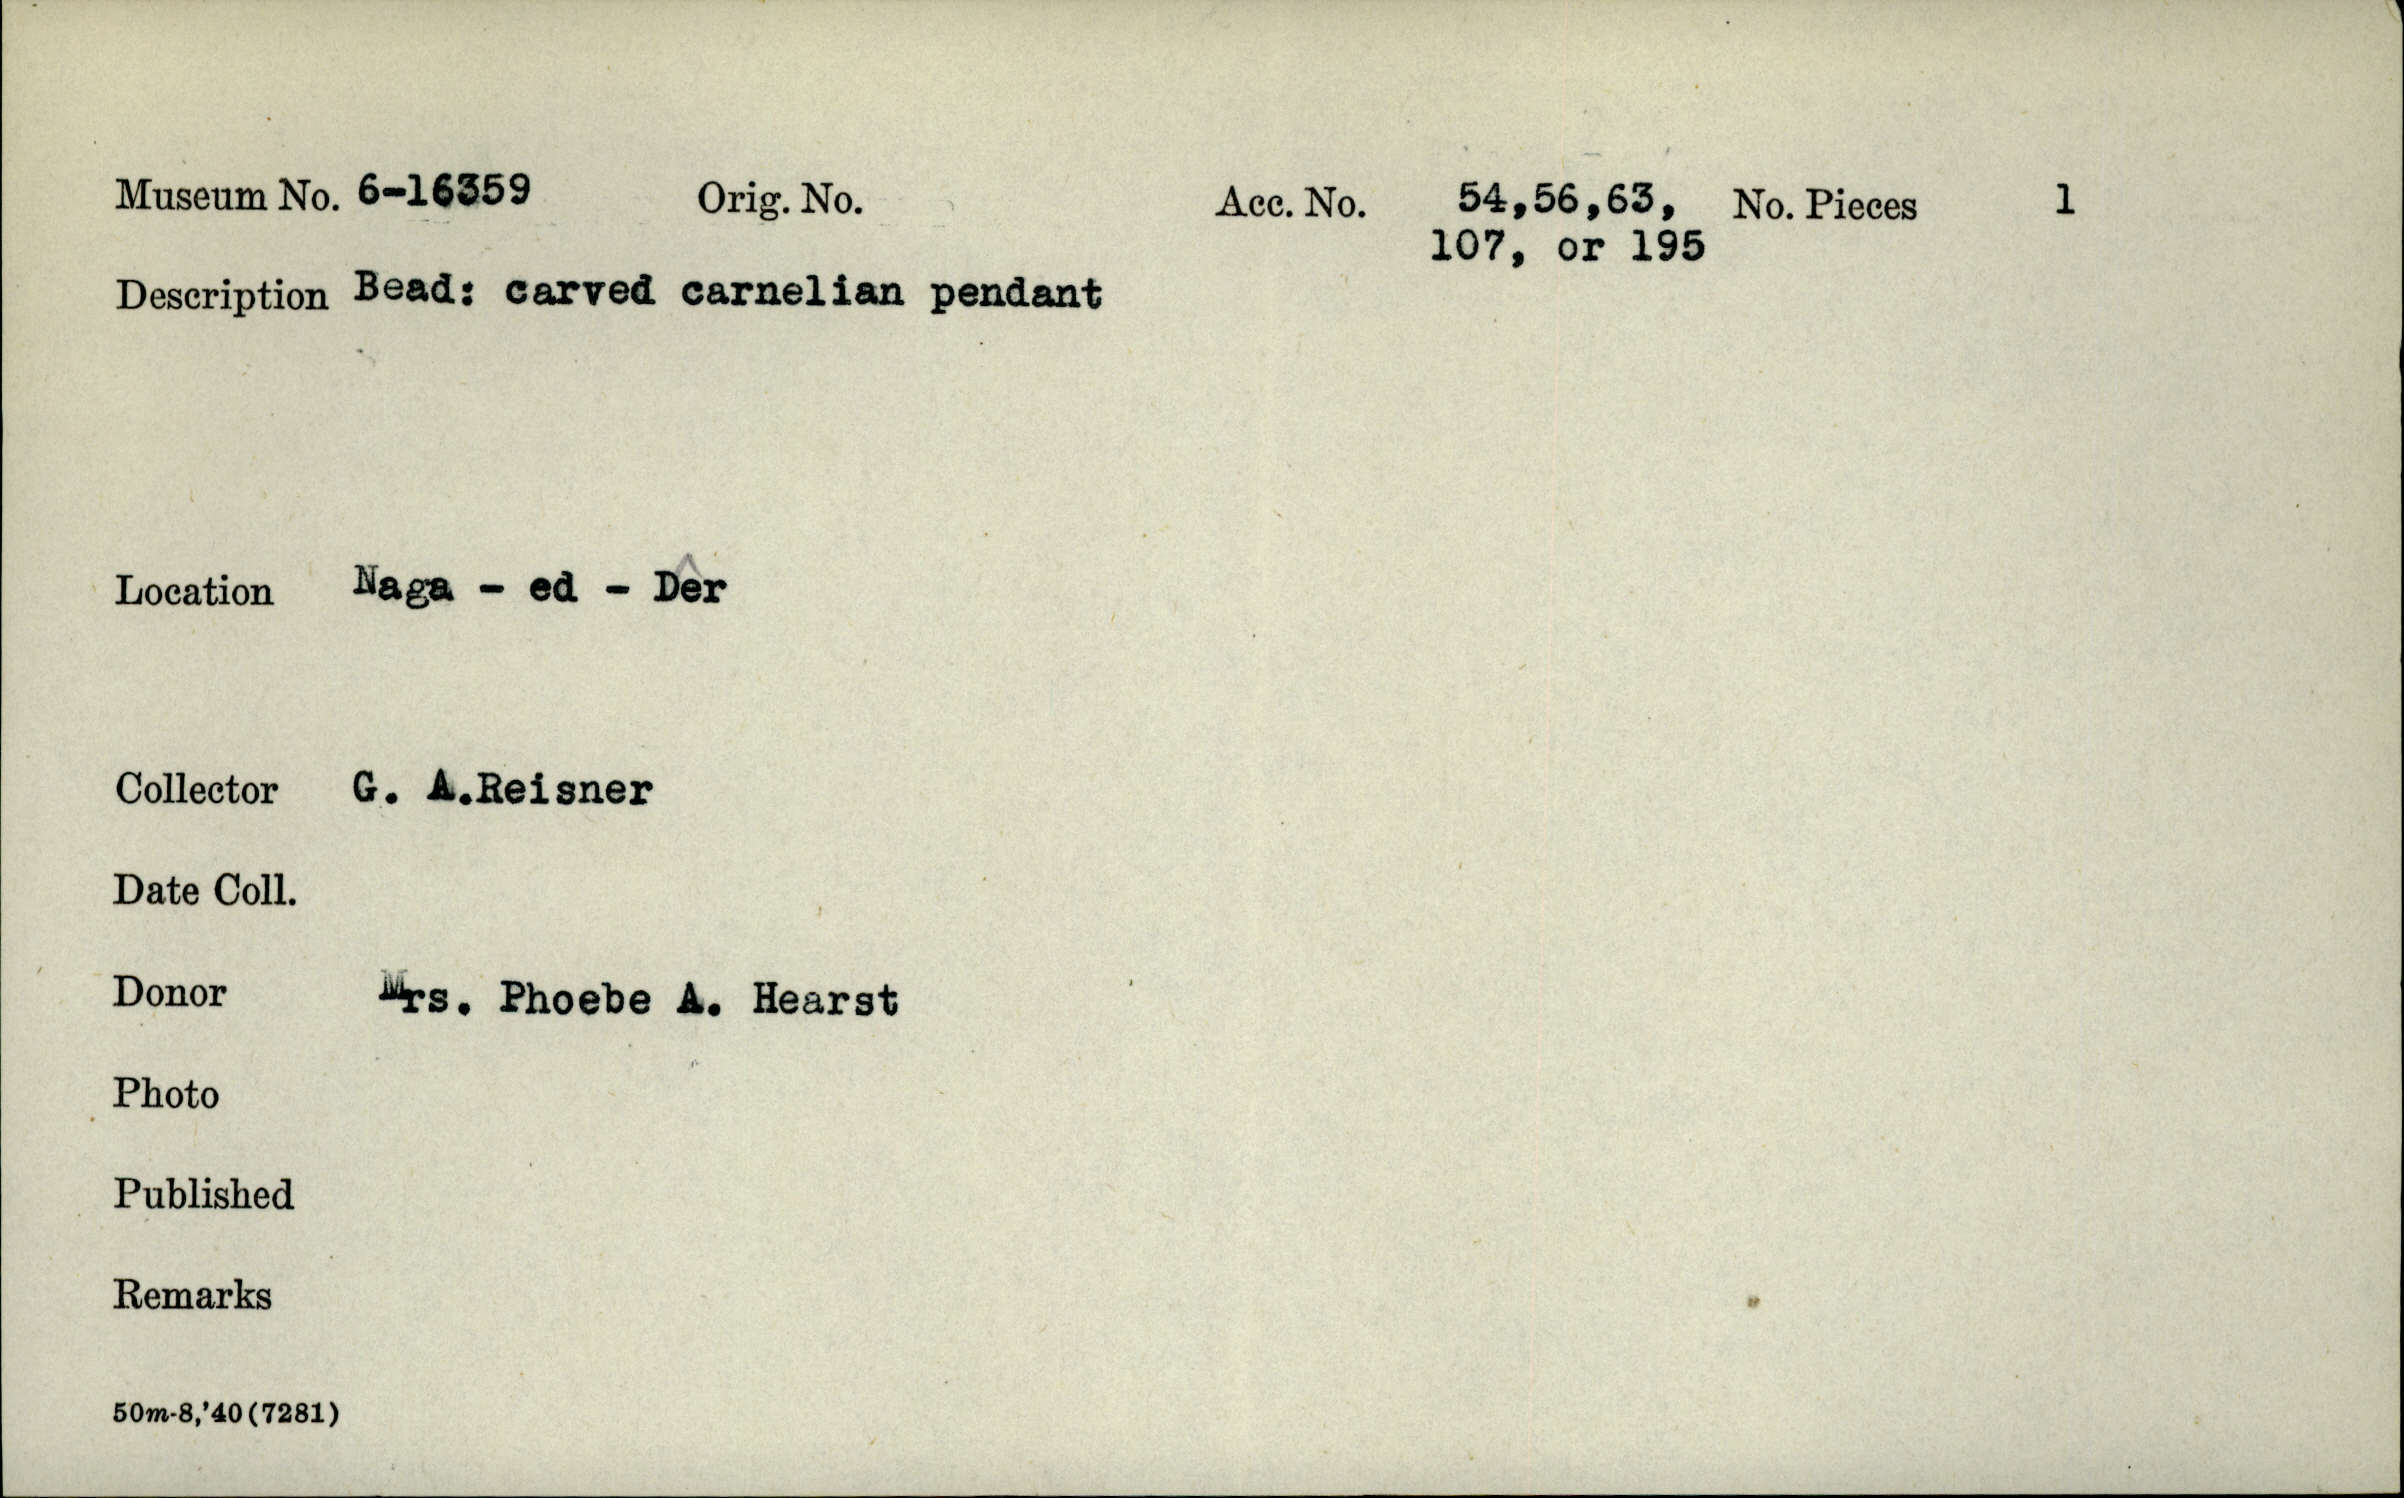 Museum No. 6-16359 Orig. No. Acc. No. 54,56,63, No. Pieces 1
107, or 195
Description Bead: carved carnelian pendant
Location Naga - ed - Dêr
Collector G. A.Reisner
Date Coll.
Donor Mrs. Phoebe A. Hearst
Photo
Published
Remarks
50m-8,'40(7281)